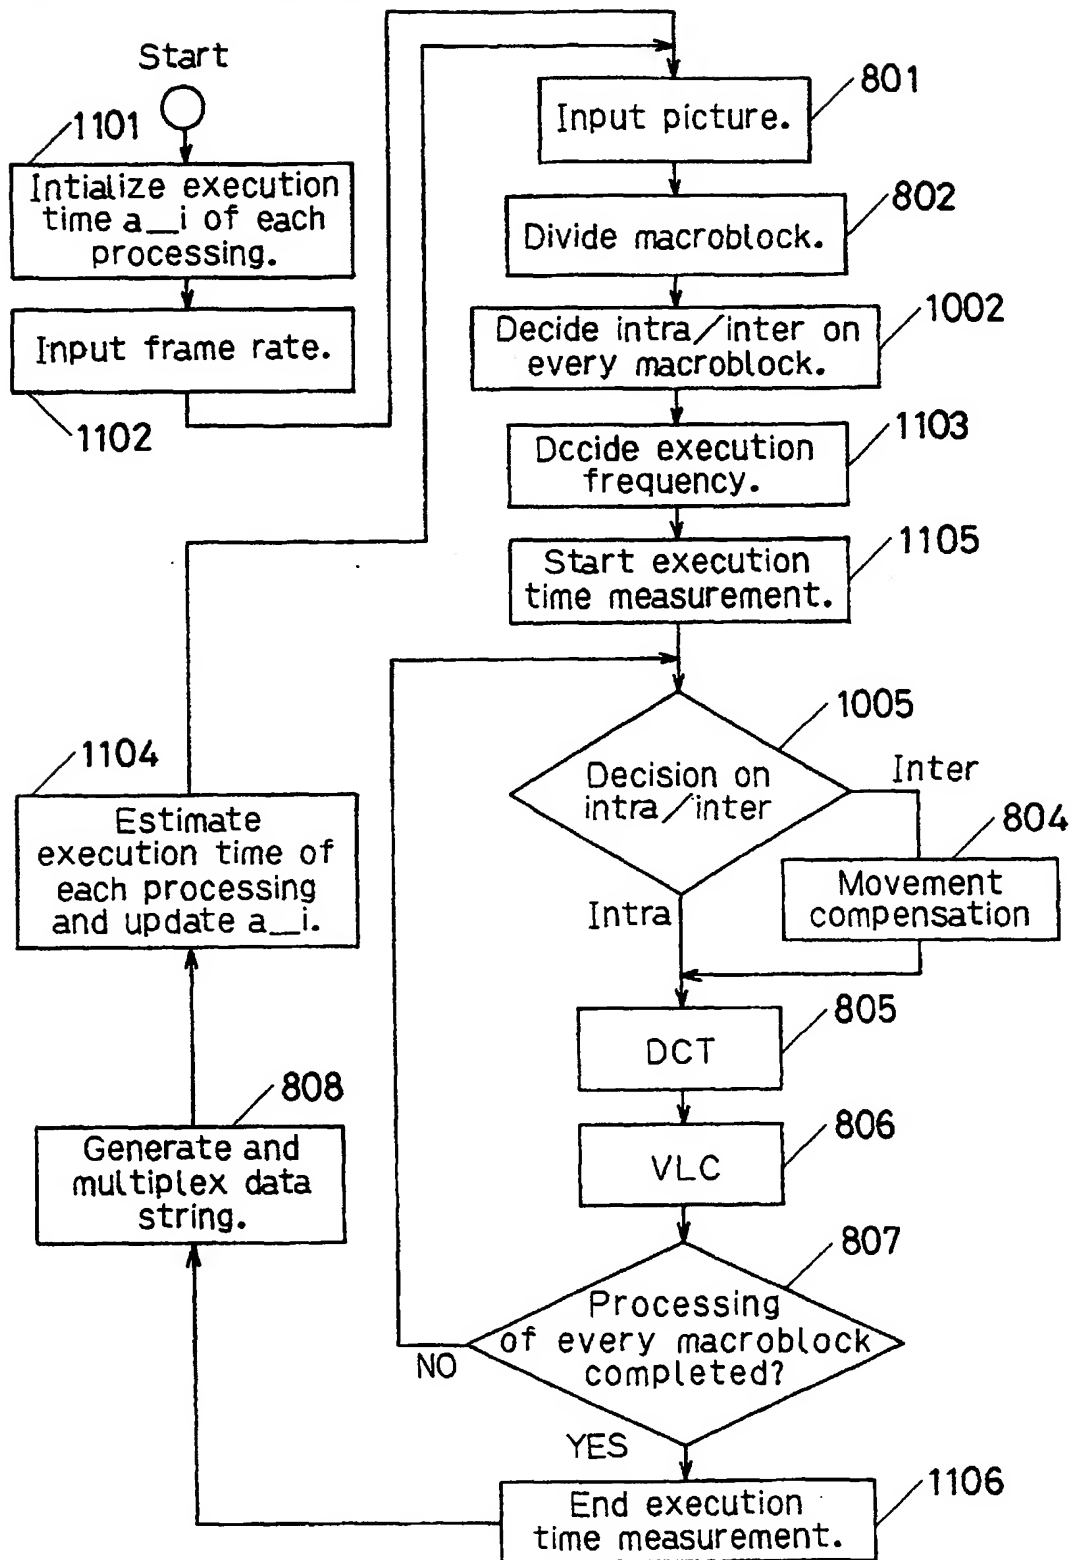 Start
1101
Intialize execution
time a__i of each
processing.
Input frame rate.
1102
801
Input picture.
802
Divide macroblock.
1002
Decide intra/inter on
every macroblock.
1103
Dccide execution
frequency.
1105
Start execution
time measurement.
1005
Decision on
intra/inter
Inter
804
Movement
compensation
Intra
805
DCT
806
VLC
807
Processing
of every macroblock
completed?
NO
YES
1106
End execution
time measurement.
808
Generate and
multiplex data
string.
1104
Estimate
execution time of
each processing
and update a__i.